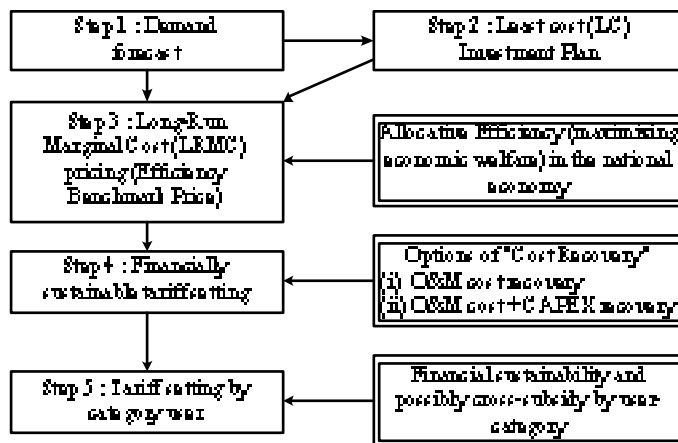 Step 1 : Demand
forecast
Step 2 : Least cost (LC)
Investment Plan
Step 3 : Long-Run
Marginal Cost (LRMC)
pricing (Efficiency
Benchmark Price)
Allocative Efficiency (maximizing
economic welfare) in the national
economy
Step 4 : Financially
sustainable tariff setting
Options of "Cost Recovery"
(i) O&M cost recovery
(ii) O&M cost + CAPEX recovery
Step 5 : Tariff setting by
category user
Financial sustainability and
possibly cross-subsidy by user
category